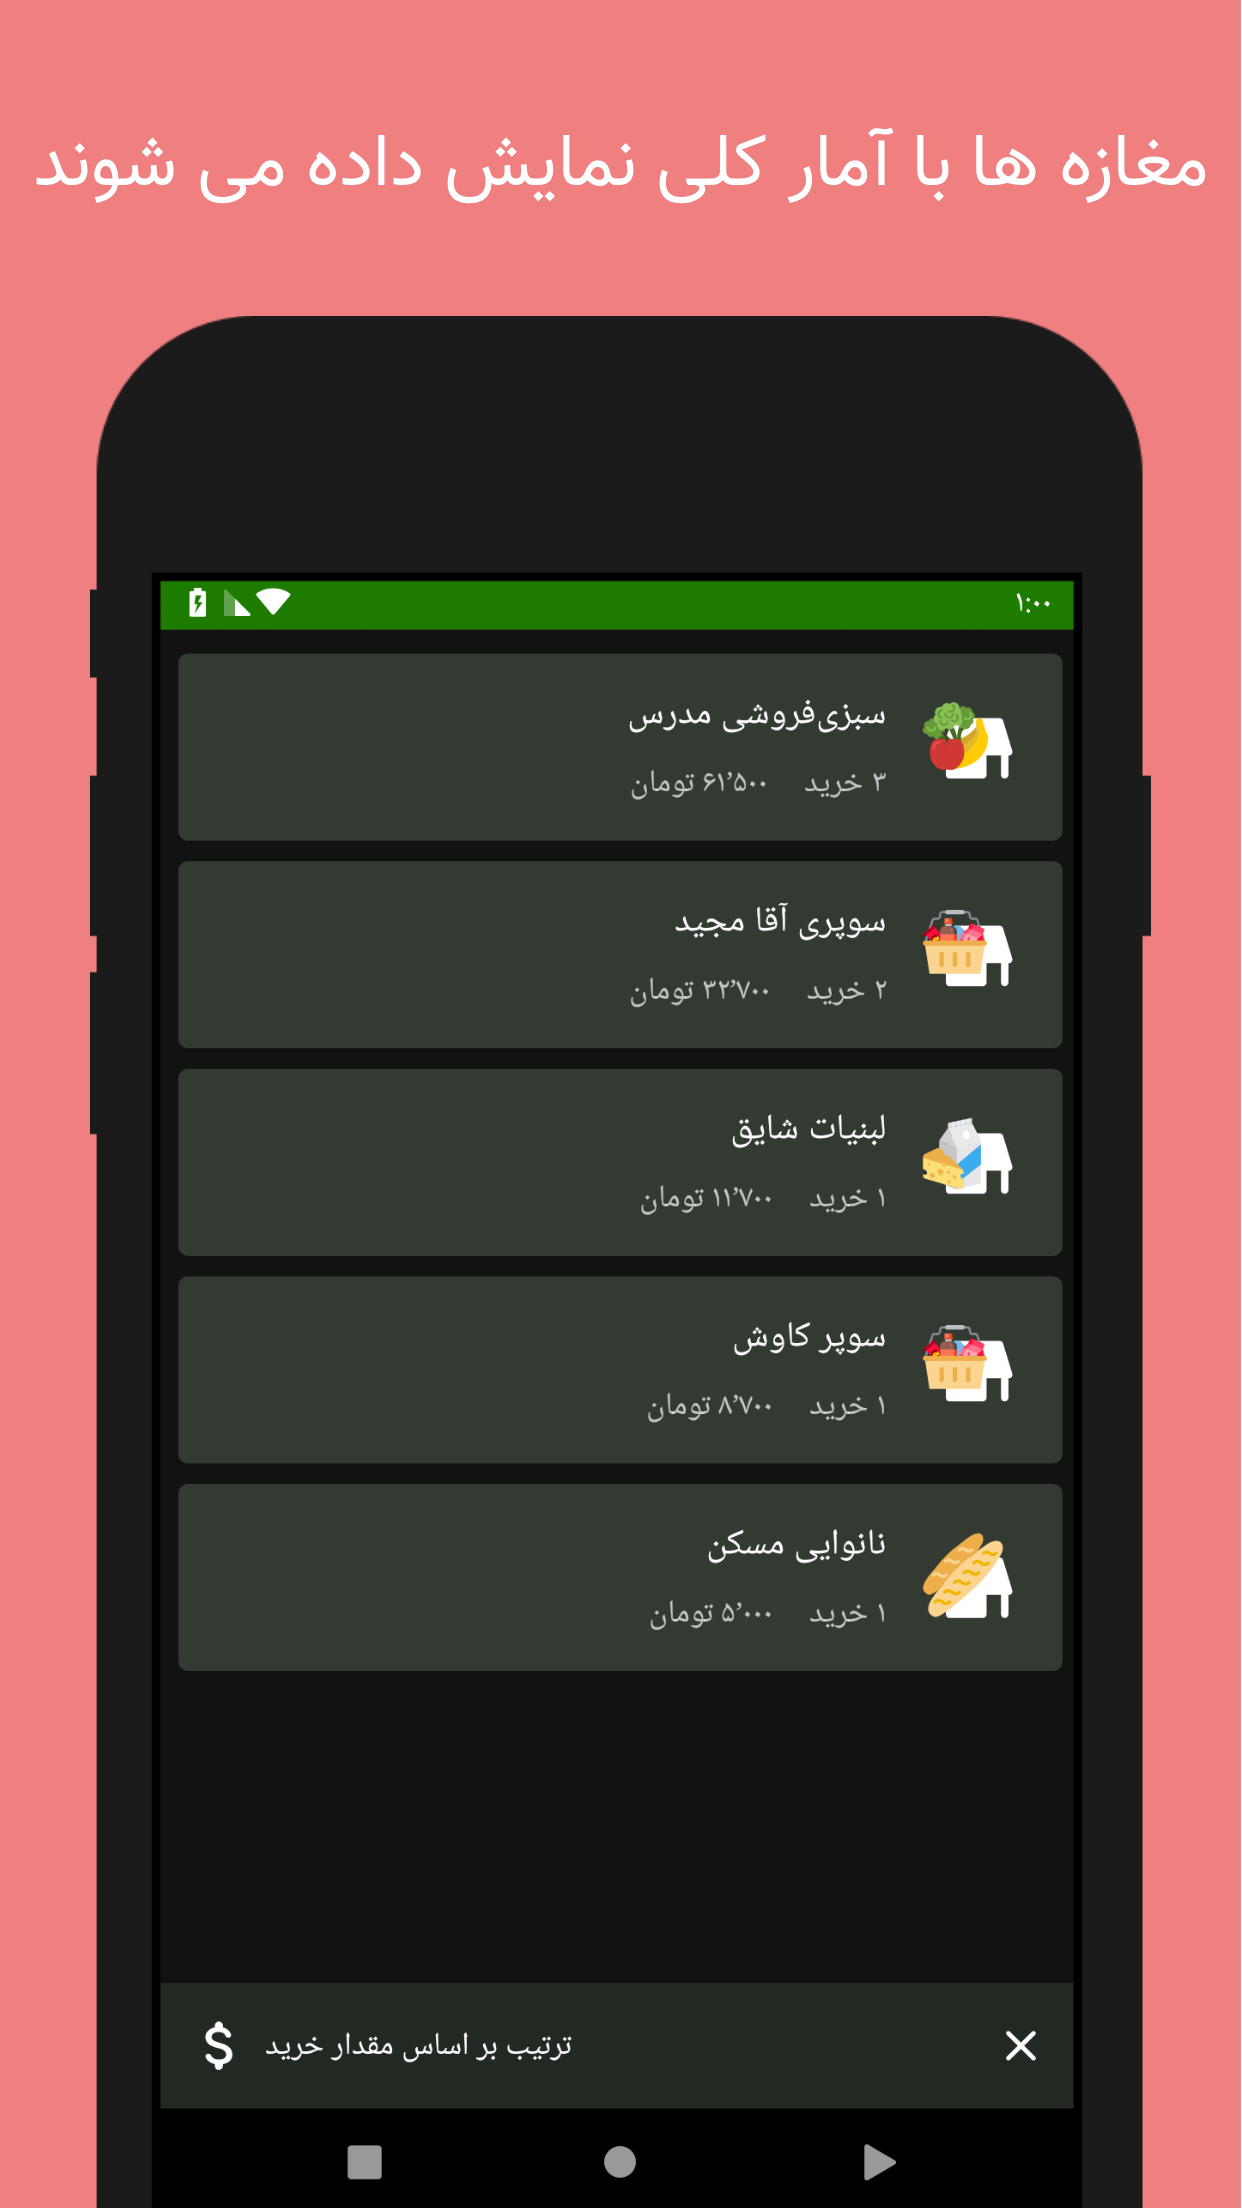 مغازه ها با آمار کلی نمایش داده می شوند
۱:۰۰
سبزی‌فروشی مدرس
۳ خرید ۶۱٬۵۰۰ تومان
سوپری آقا مجید
۲ خرید ۳۲٬۷۰۰ تومان
لبنیات شایق
۱ خرید ۱۱٬۷۰۰ تومان
سوپر کاوش
۱ خرید ۸٬۷۰۰ تومان
نانوایی مسکن
۱ خرید ۵٬۰۰۰ تومان
ترتیب بر اساس مقدار خرید